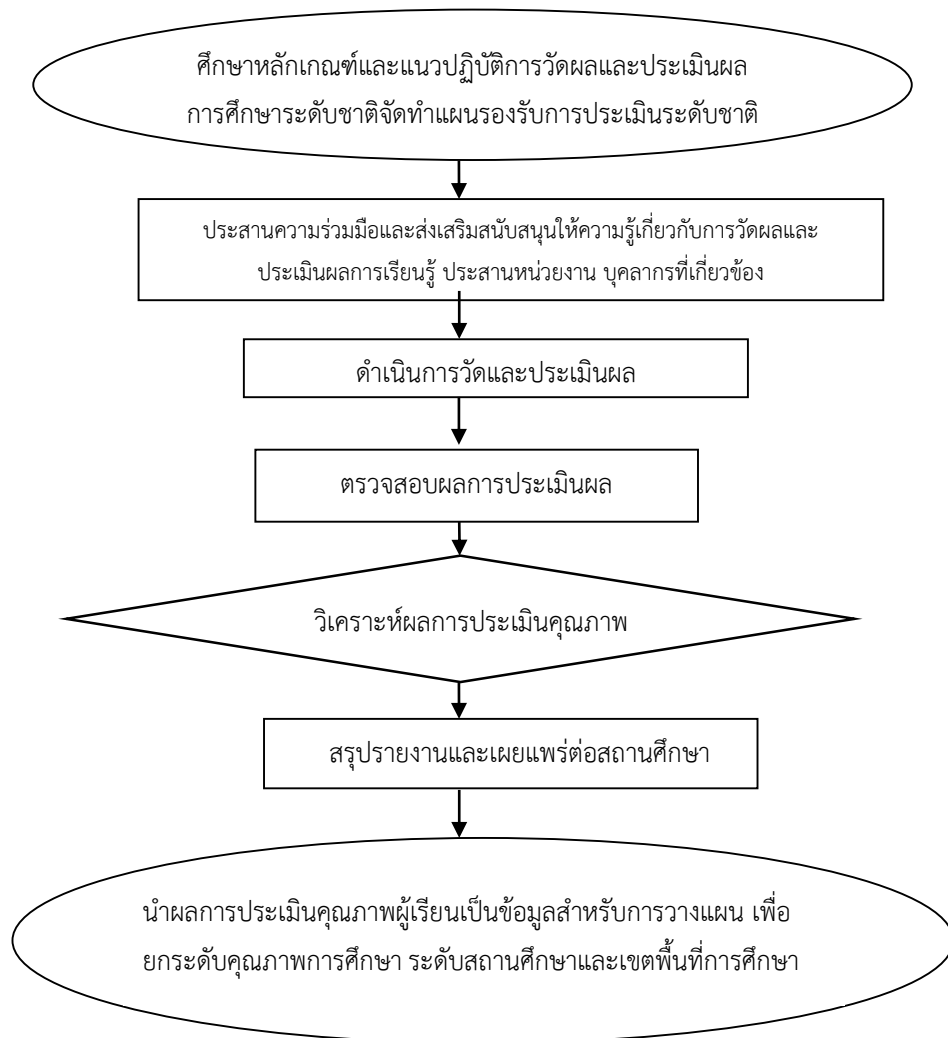 ศึกษาหลักเกณฑ์และแนวปฏิบัติการวัดผลและประเมินผล
การศึกษาระดับชาติจัดทำแผนรองรับการประเมินระดับชาติ
ประสานความร่วมมือและส่งเสริมสนับสนุนให้ความรู้เกี่ยวกับการวัดผลและ
ประเมินผลการเรียนรู้ ประสานหน่วยงาน บุคลากรที่เกี่ยวข้อง
ดำเนินการวัดและประเมินผล
ตรวจสอบผลการประเมินผล
วิเคราะห์ผลการประเมินคุณภาพ
สรุปรายงานและเผยแพร่ต่อสถานศึกษา
นำผลการประเมินคุณภาพผู้เรียนเป็นข้อมูลสำหรับการวางแผน เพื่อ
ยกระดับคุณภาพการศึกษา ระดับสถานศึกษาและเขตพื้นที่การศึกษา